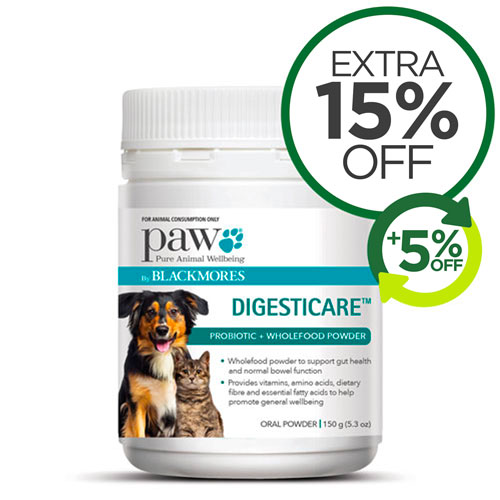 EXTRA
15%
OFF
+5%
OFF
FOR ANIMAL CONSUMPTION ONLY
paw
Pure Animal Wellbeing
By BLACKMORES
DIGESTICARE™
PROBIOTIC + WHOLEFOOD POWDER
• Wholefood powder to support gut health
and normal bowel function
• Provides vitamins, amino acids, dietary
fibre and essential fatty acids to help
promote general wellbeing
ORAL POWDER | 150 g (5.3 oz)